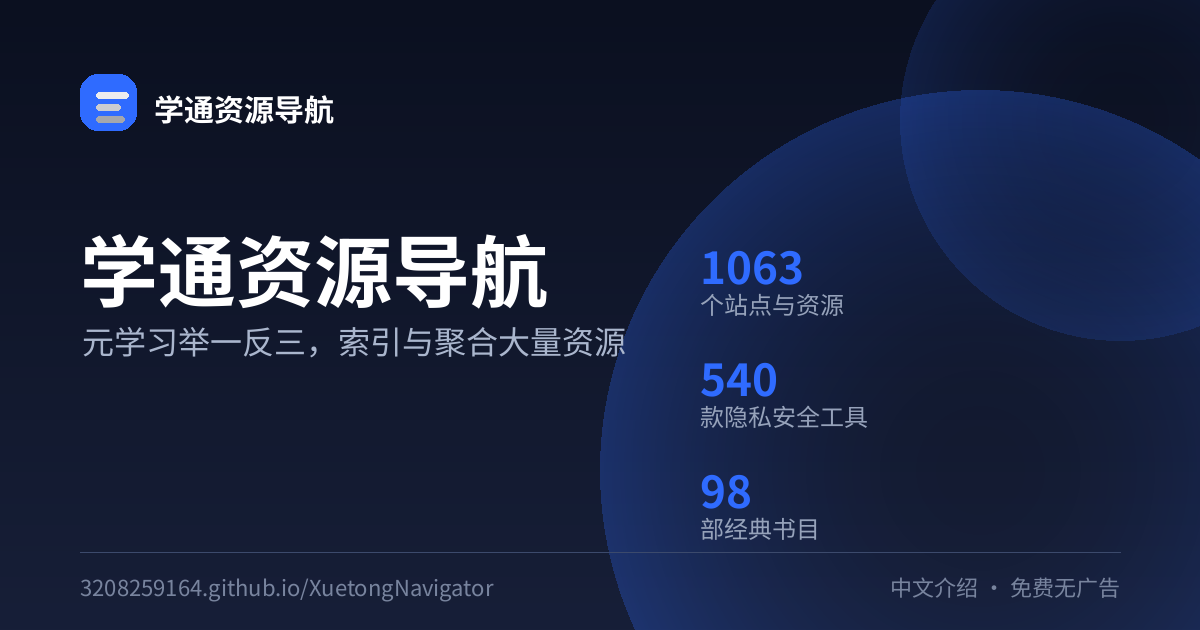 学通资源导航
学通资源导航
元学习举一反三，索引与聚合大量资源
1063
个站点与资源
540
款隐私安全工具
98
部经典书目
3208259164.github.io/XuetongNavigator
中文介绍 · 免费无广告